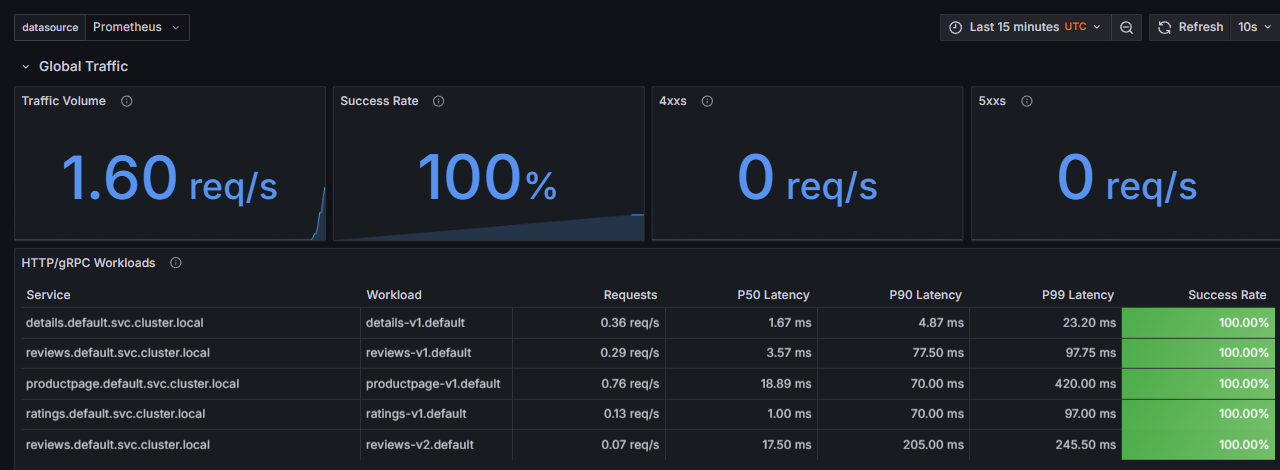 datasource Prometheus Last 15 minutes UTC Refresh 10s
Global Traffic
Traffic Volume Success Rate 4xxs 5xxs
1.60 req/s 100% 0 req/s 0 req/s
HTTP/gRPC Workloads
Service Workload Requests P50 Latency P90 Latency P99 Latency Success Rate
details.default.svc.cluster.local details-v1.default 0.36 req/s 1.67 ms 4.87 ms 23.20 ms 100.00%
reviews.default.svc.cluster.local reviews-v1.default 0.29 req/s 3.57 ms 77.50 ms 97.75 ms 100.00%
productpage.default.svc.cluster.local productpage-v1.default 0.76 req/s 18.89 ms 70.00 ms 420.00 ms 100.00%
ratings.default.svc.cluster.local ratings-v1.default 0.13 req/s 1.00 ms 70.00 ms 97.00 ms 100.00%
reviews.default.svc.cluster.local reviews-v2.default 0.07 req/s 17.50 ms 205.00 ms 245.50 ms 100.00%